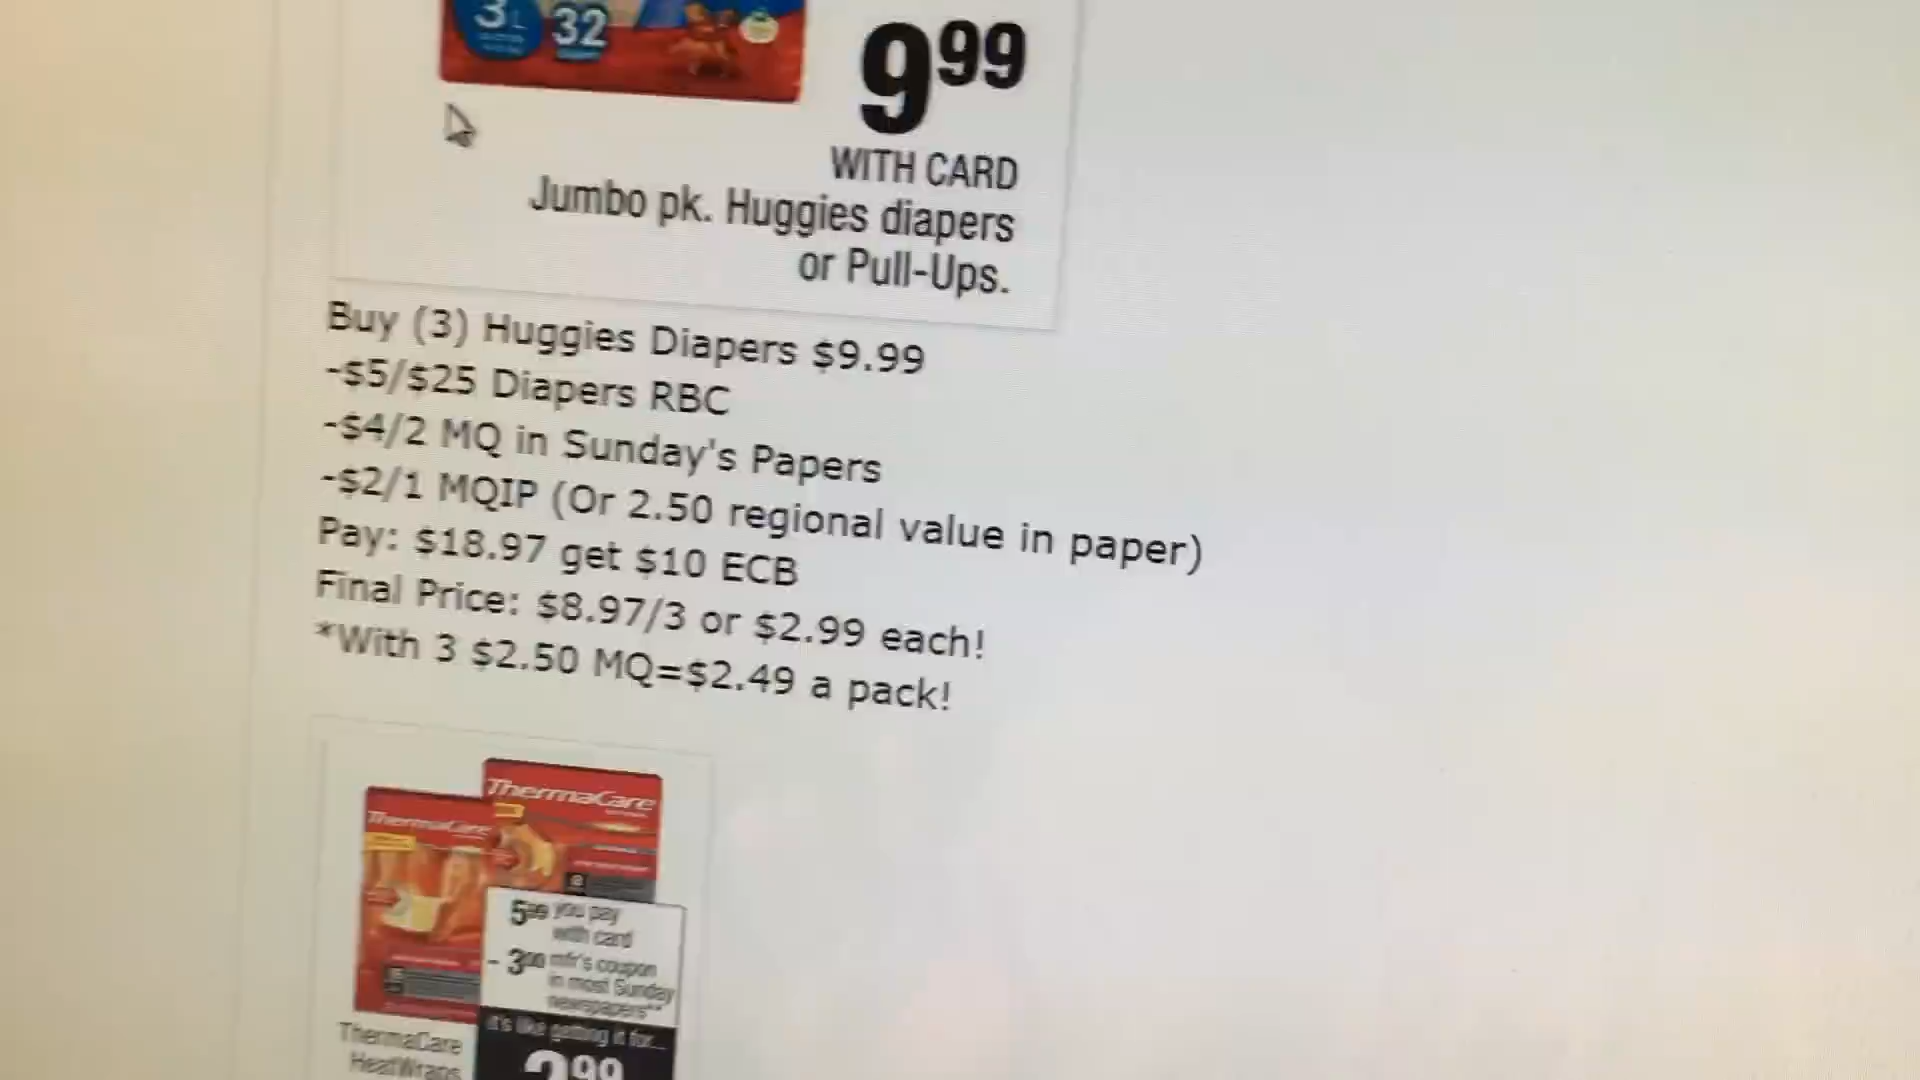 3
32
9 99
WITH CARD
Jumbo pk. Huggies diapers
or Pull-Ups.
Buy (3) Huggies Diapers $9.99
-$5/$25 Diapers RBC
-$4/2 MQ in Sunday's Papers
-$2/1 MQIP (Or 2.50 regional value in paper)
Pay: $18.97 get $10 ECB
Final Price: $8.97/3 or $2.99 each!
*With 3 $2.50 MQ=$2.49 a pack!
ThermaCare
ThermaCare
5 99 you pay
with card
- 3 00 mfr's coupon
in most Sunday
newspapers**
It's like getting it for...
2 99
ThermaCare
HeatWraps